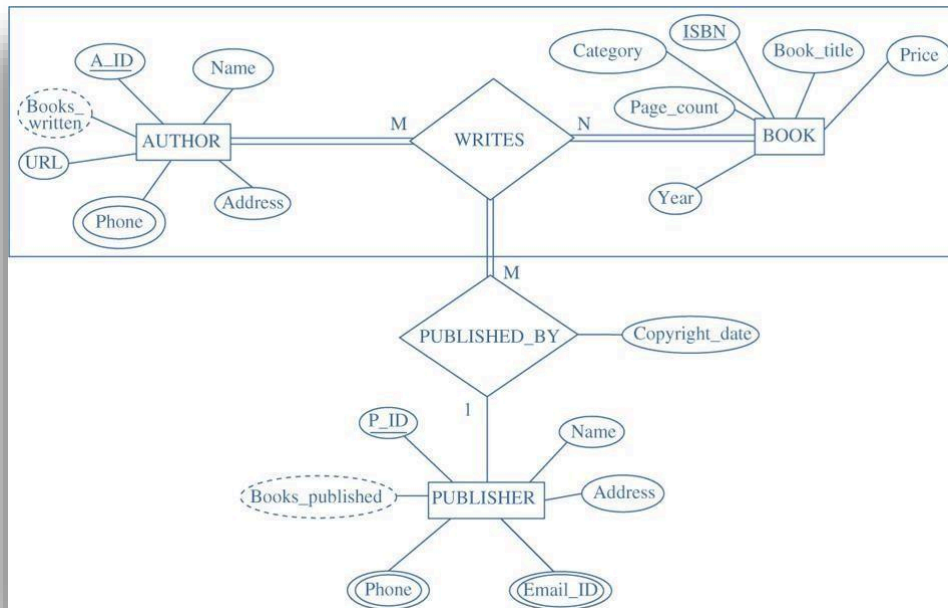 ISBN
Category
Book_title
A_ID
Name
Price
Books_
written
Page_count
M
N
AUTHOR
WRITES
BOOK
URL
Address
Year
Phone
M
PUBLISHED_BY
Copyright_date
1
P_ID
Name
Books_published
PUBLISHER
Address
Phone
Email_ID